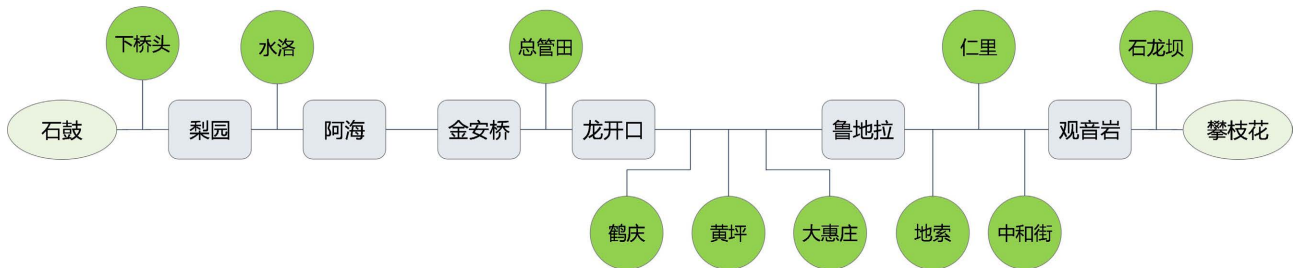 下桥头
水洛
总管田
仁里
石龙坝
石鼓
梨园
阿海
金安桥
龙开口
鲁地拉
观音岩
攀枝花
鹤庆
黄坪
大惠庄
地索
中和街